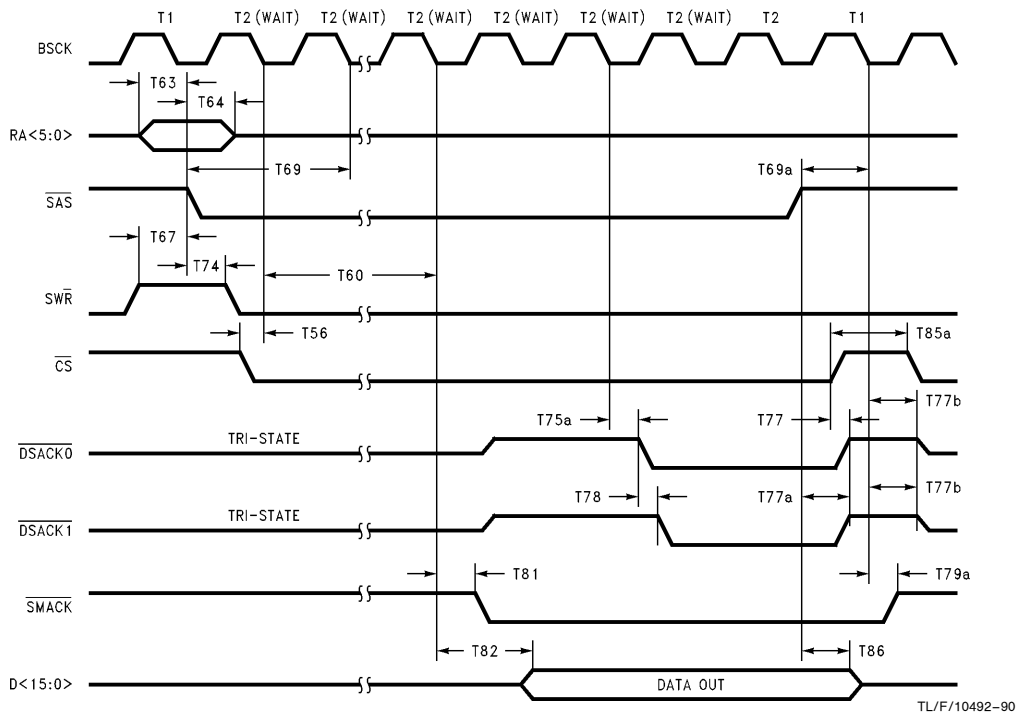 T1 T2 (WAIT) T2 (WAIT) T2 (WAIT) T2 (WAIT) T2 (WAIT) T2 (WAIT) T2 T1
BSCK
T63
T64
RA<5:0>
T69 T69a
SAS
T67
T74
T60
SWR
T56 T85a
CS
T77b
T75a T77
TRI-STATE
DSACK0
T77b
T78 T77a
TRI-STATE
DSACK1
T81 T79a
SMACK
T82 T86
D<15:0> DATA OUT
TL/F/10492–90